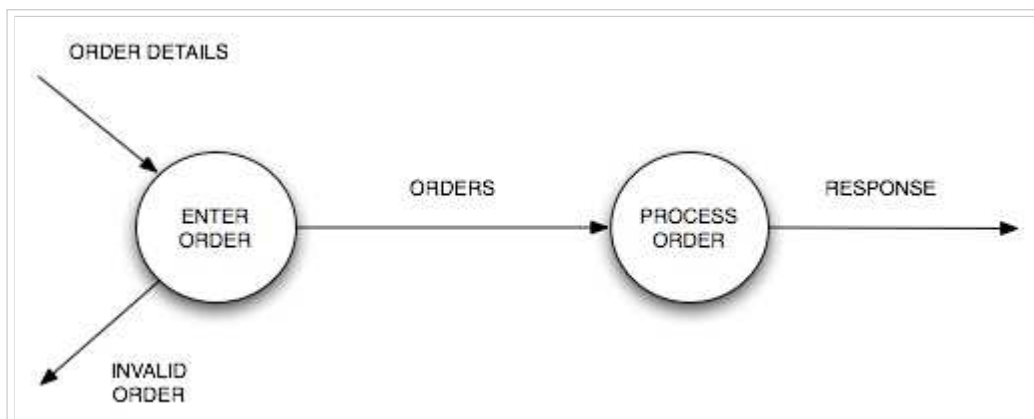 ORDER DETAILS
ORDERS
RESPONSE
ENTER
ORDER
PROCESS
ORDER
INVALID
ORDER